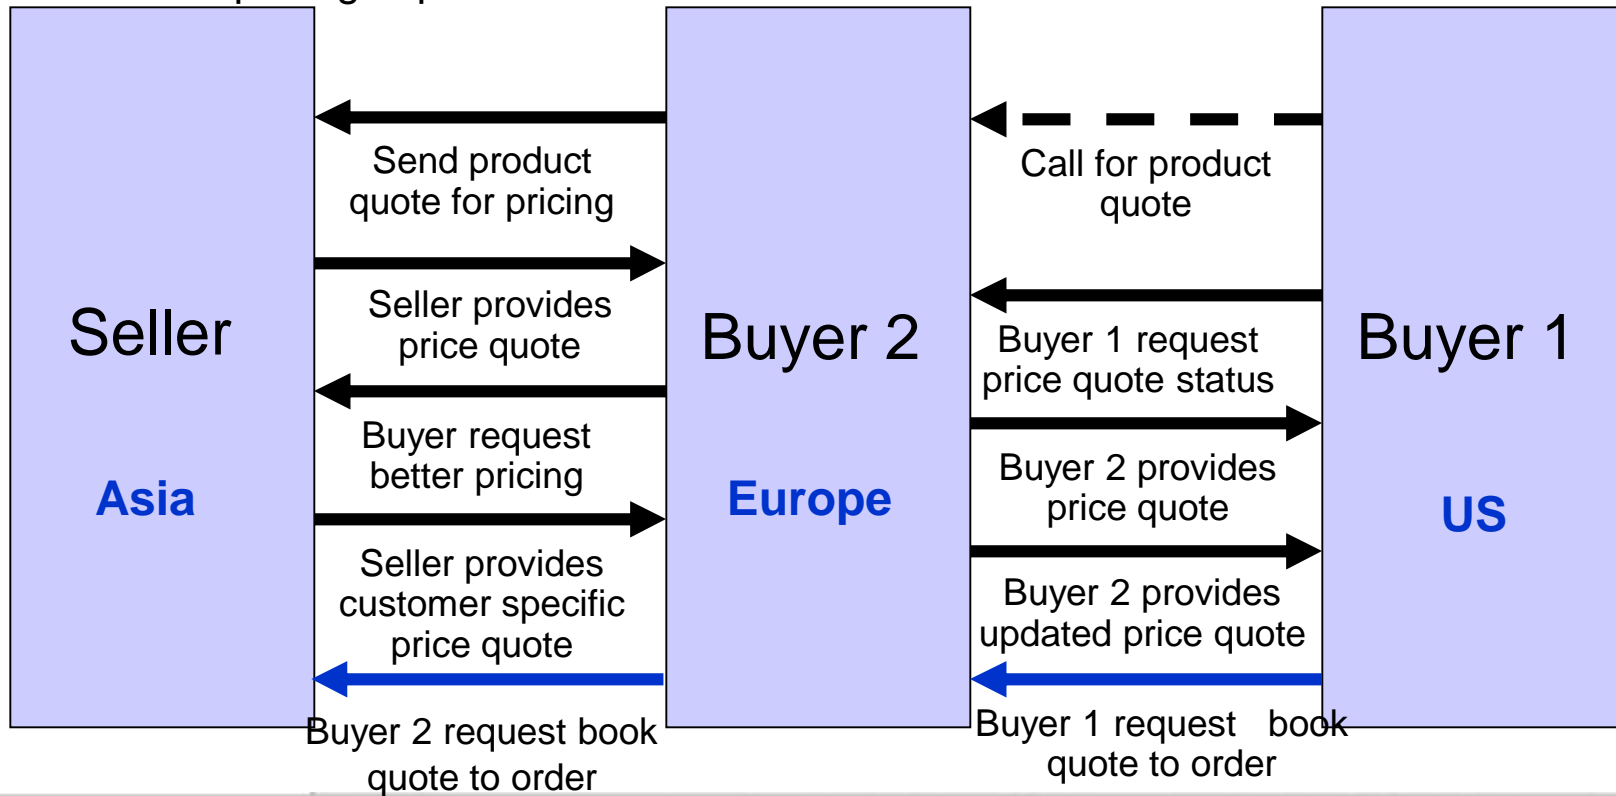 Seller
Asia
Send product
quote for pricing
Seller provides
price quote
Buyer request
better pricing
Seller provides
customer specific
price quote
Buyer 2 request book
quote to order
Buyer 2
Europe
Call for product
quote
Buyer 1 request
price quote status
Buyer 2 provides
price quote
Buyer 2 provides
updated price quote
Buyer 1 request book
quote to order
Buyer 1
US